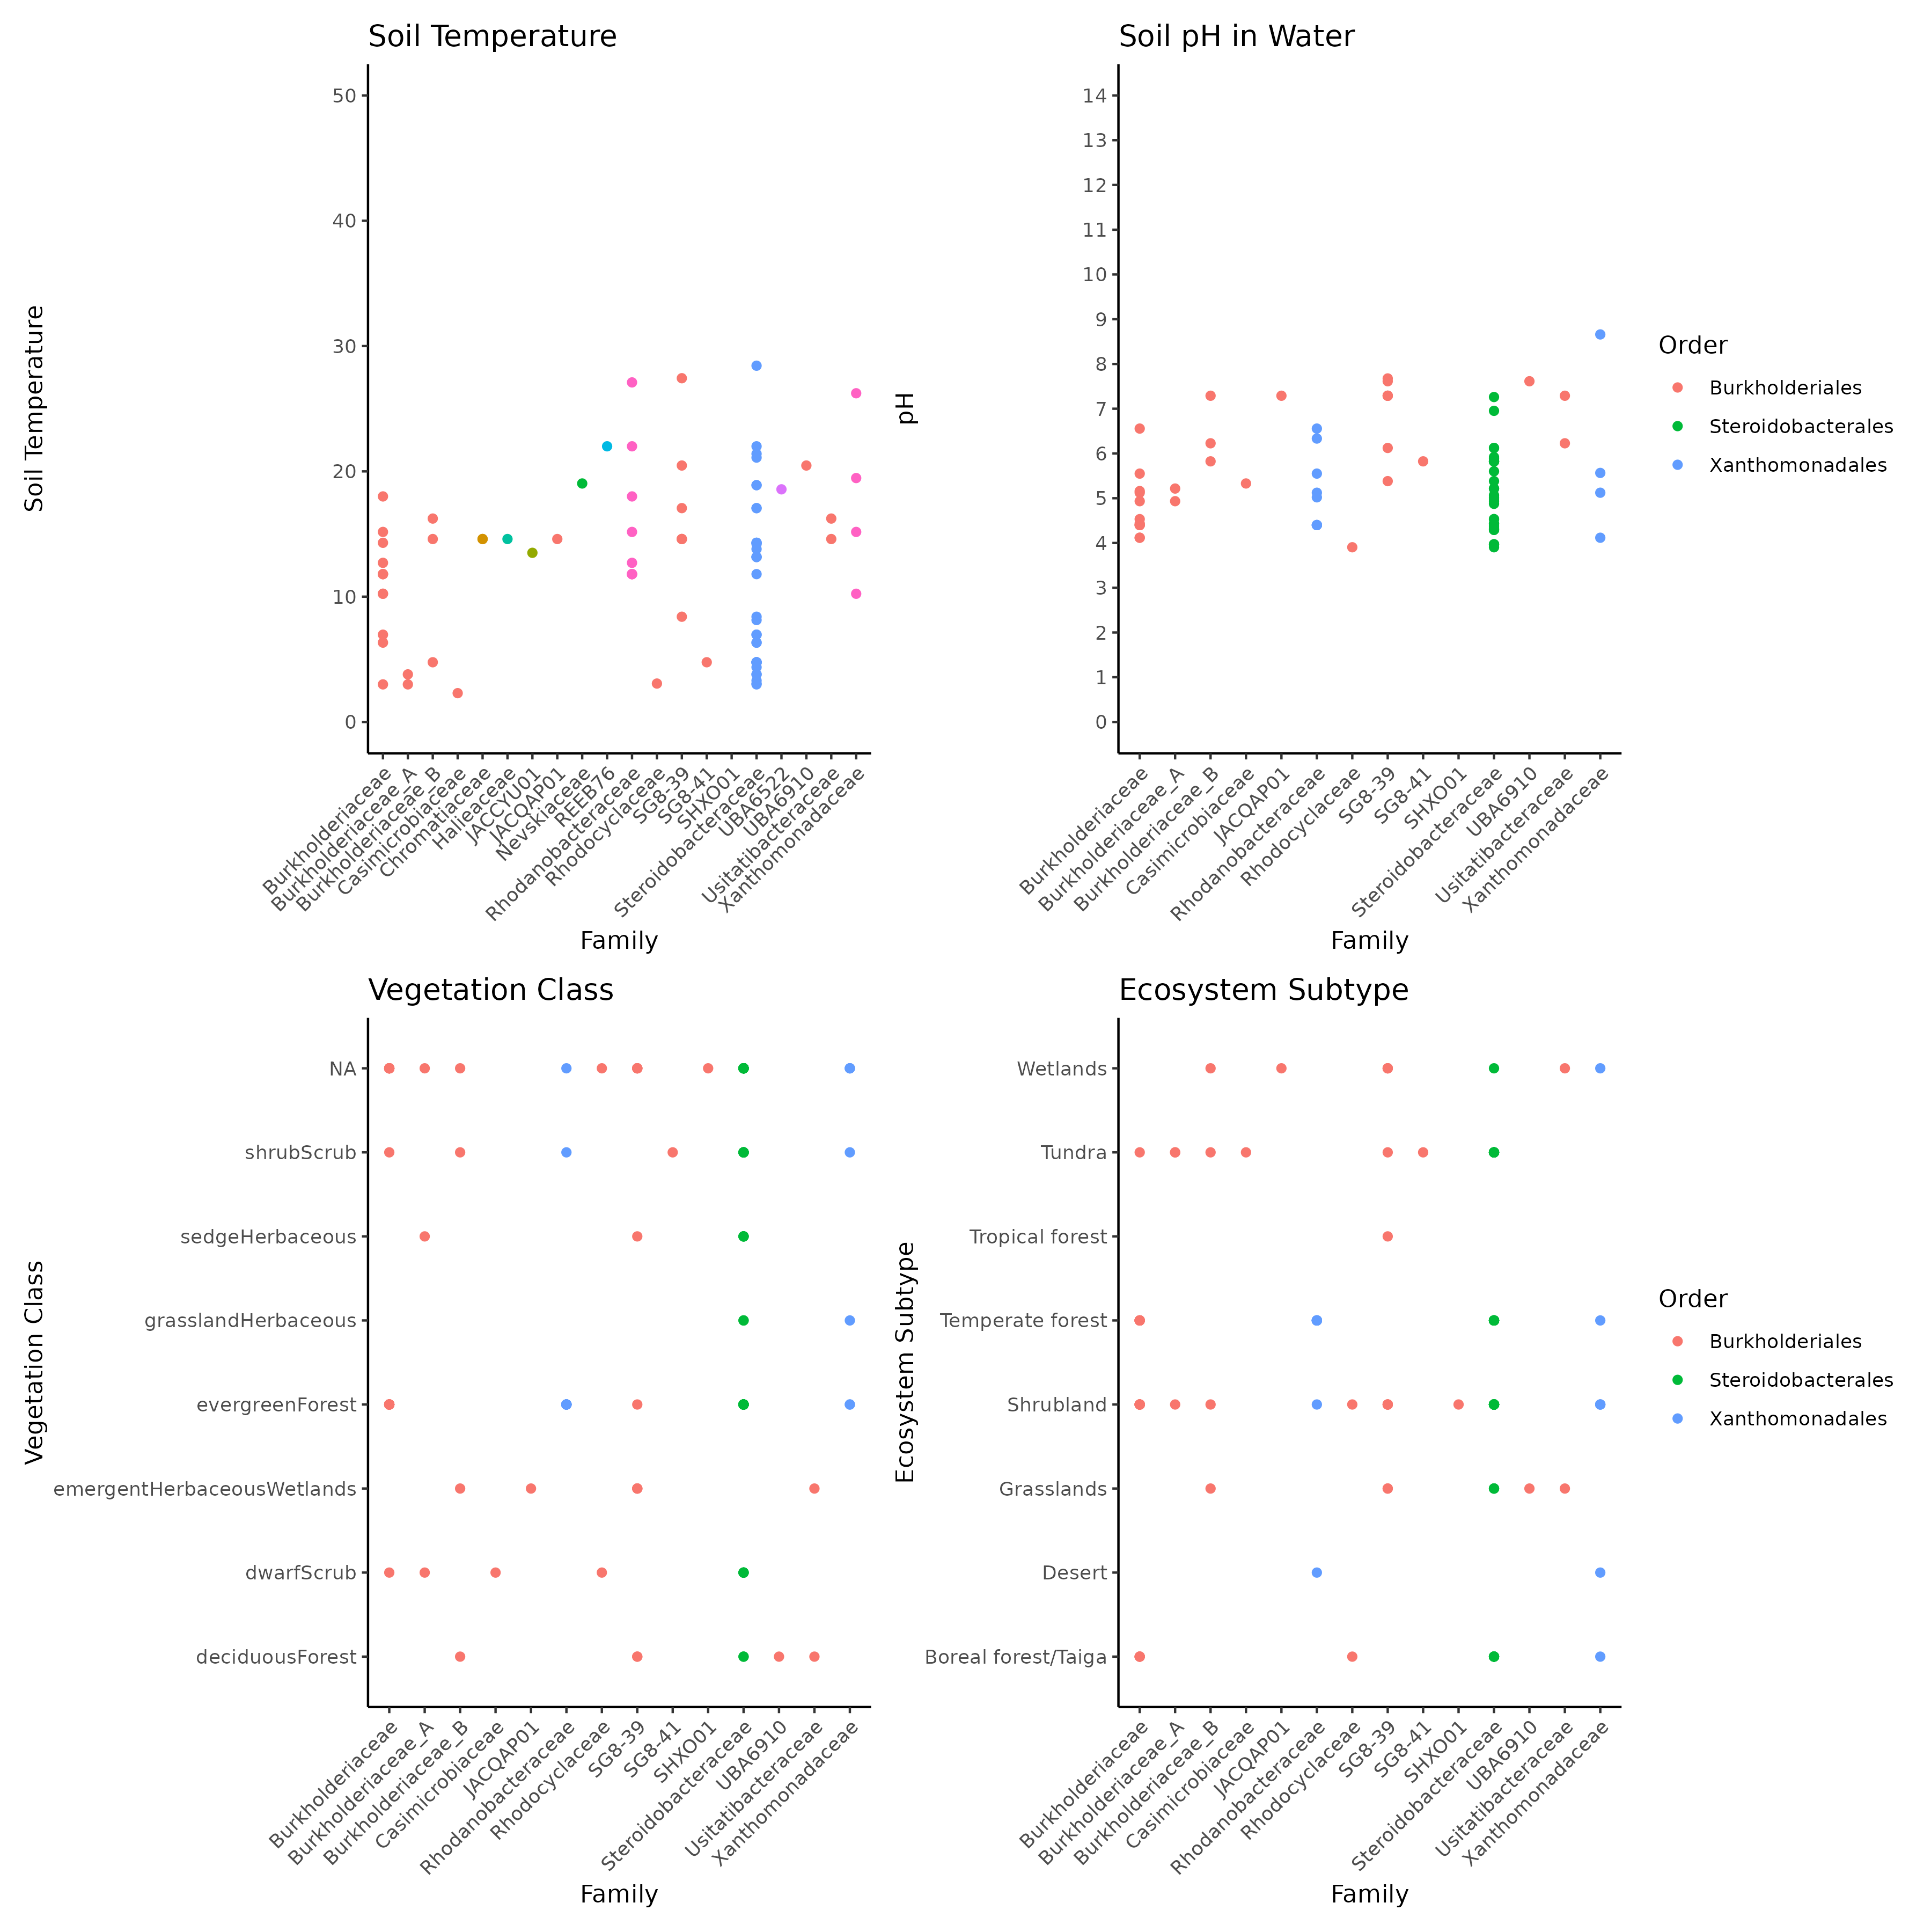 Soil Temperature
Soil Temperature
50
40
30
20
10
0
Burkholderiaceae
Burkholderiaceae_A
Burkholderiaceae_B
Casimicrobiaceae
Chromatiaceae
Halieaceae
JACCYU01
JACQAP01
Nevskiaceae
REEB76
Rhodanobacteraceae
Rhodocyclaceae
SG8-39
SG8-41
SHXO01
Steroidobacteraceae
UBA6522
UBA6910
Usitatibacteraceae
Xanthomonadaceae
Family
Soil pH in Water
pH
14
13
12
11
10
9
8
7
6
5
4
3
2
1
0
Burkholderiaceae
Burkholderiaceae_A
Burkholderiaceae_B
Casimicrobiaceae
JACQAP01
Rhodanobacteraceae
Rhodocyclaceae
SG8-39
SG8-41
SHXO01
Steroidobacteraceae
UBA6910
Usitatibacteraceae
Xanthomonadaceae
Family
Order
Burkholderiales
Steroidobacterales
Xanthomonadales
Vegetation Class
Vegetation Class
NA
shrubScrub
sedgeHerbaceous
grasslandHerbaceous
evergreenForest
emergentHerbaceousWetlands
dwarfScrub
deciduousForest
Burkholderiaceae
Burkholderiaceae_A
Burkholderiaceae_B
Casimicrobiaceae
JACQAP01
Rhodanobacteraceae
Rhodocyclaceae
SG8-39
SG8-41
SHXO01
Steroidobacteraceae
UBA6910
Usitatibacteraceae
Xanthomonadaceae
Family
Ecosystem Subtype
Ecosystem Subtype
Wetlands
Tundra
Tropical forest
Temperate forest
Shrubland
Grasslands
Desert
Boreal forest/Taiga
Burkholderiaceae
Burkholderiaceae_A
Burkholderiaceae_B
Casimicrobiaceae
JACQAP01
Rhodanobacteraceae
Rhodocyclaceae
SG8-39
SG8-41
SHXO01
Steroidobacteraceae
UBA6910
Usitatibacteraceae
Xanthomonadaceae
Family
Order
Burkholderiales
Steroidobacterales
Xanthomonadales